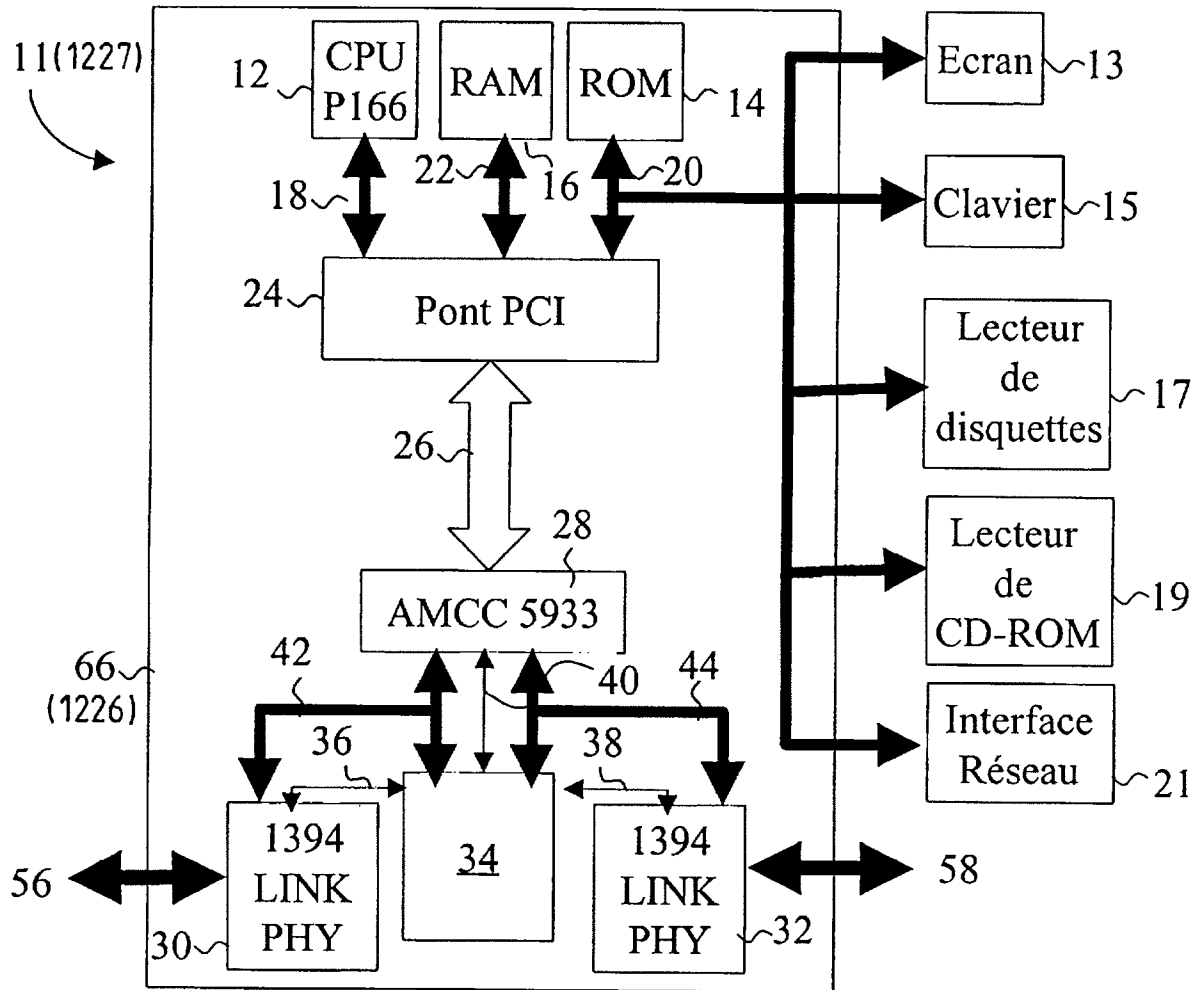 11(1227)
12
CPU
P166
RAM
ROM
14
Ecran
13
18
22
16
20
Clavier
15
24
Pont PCI
Lecteur
de
disquettes
17
26
28
AMCC 5933
Lecteur
de
CD-ROM
19
66
(1226)
42
40
44
36
38
Interface
Réseau
21
1394
LINK
PHY
34
1394
LINK
PHY
56
58
30
32